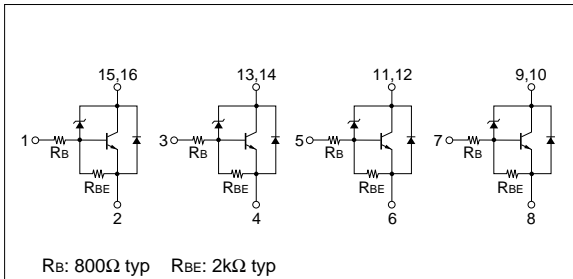 15,16 13,14 11,12 9,10
1 3 5 7
RB RB RB RB
RBE RBE RBE RBE
2 4 6 8
RB: 800Ω typ RBE: 2kΩ typ